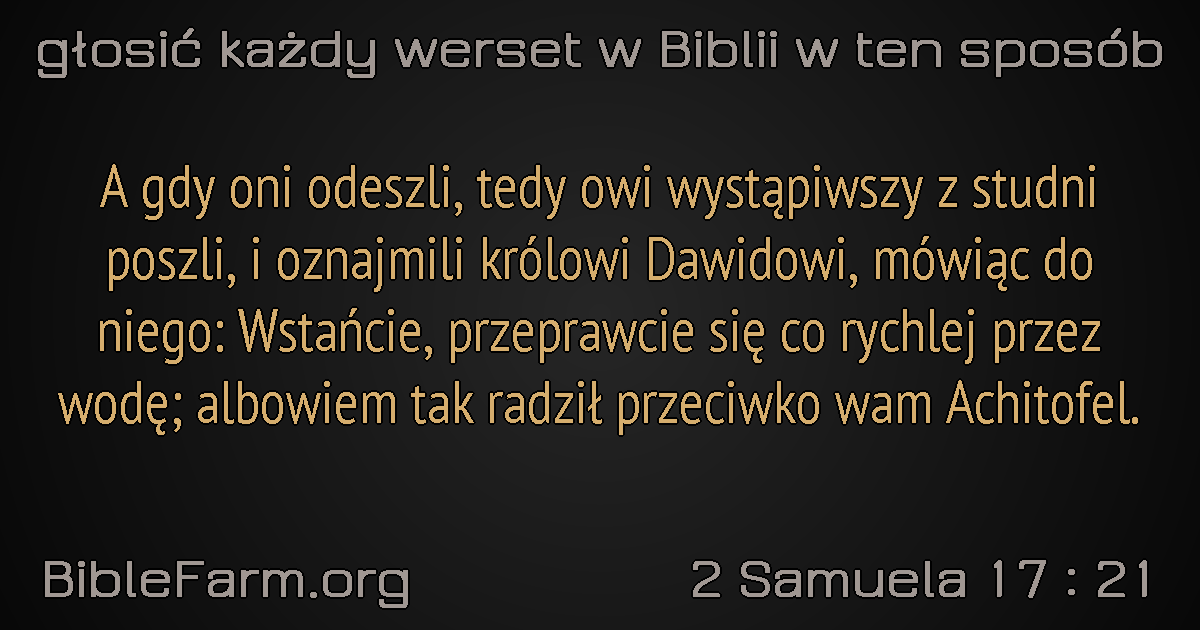 głosić każdy werset w Biblii w ten sposób
A gdy oni odeszli, tedy owi wystąpiwszy z studni
poszli, i oznajmili królowi Dawidowi, mówiąc do
niego: Wstańcie, przeprawcie się co rychlej przez
wodę; albowiem tak radził przeciwko wam Achitofel.
BibleFarm.org
2 Samuela 17 : 21